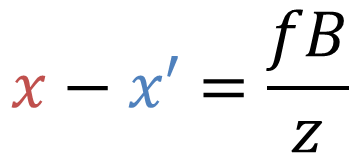 x − x′ = fB / z